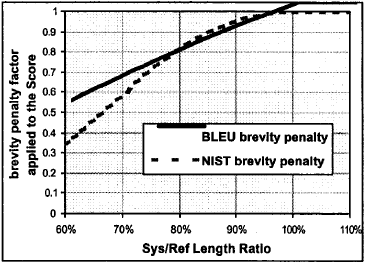 brevity penalty factor
applied to the Score
1
0.9
0.8
0.7
0.6
0.5
0.4
0.3
0.2
0.1
0
BLEU brevity penalty
NIST brevity penalty
60% 70% 80% 90% 100% 110%
Sys/Ref Length Ratio